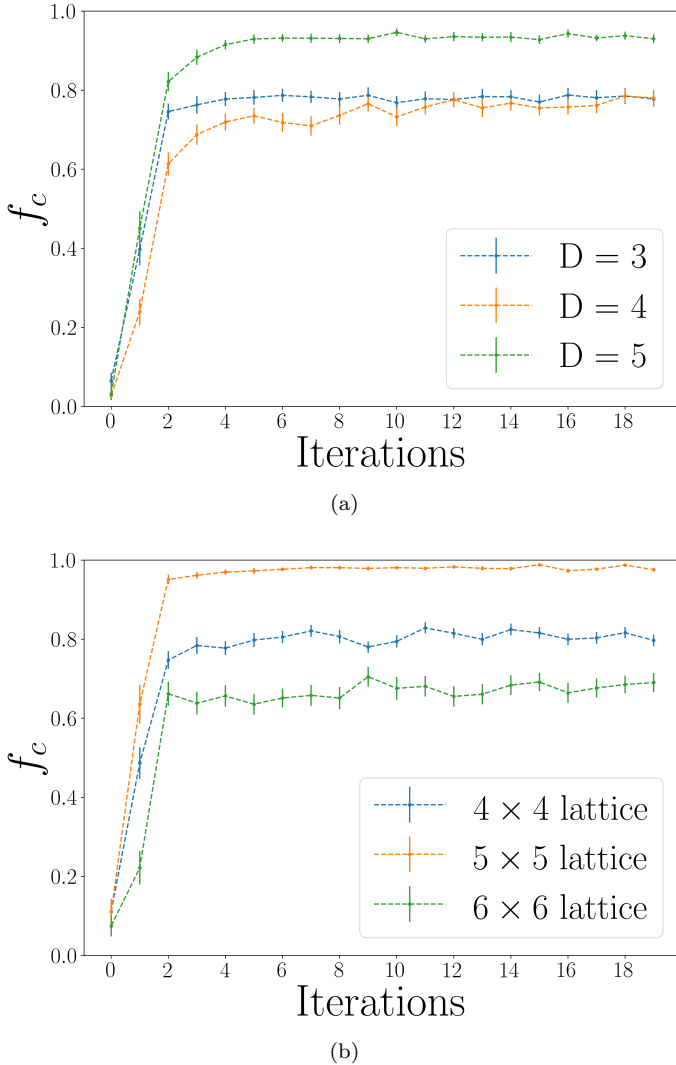 1.0
0.8
0.6
0.4
0.2
0.0
f_c
D = 3
D = 4
D = 5
0 2 4 6 8 10 12 14 16 18
Iterations
(a)
1.0
0.8
0.6
0.4
0.2
0.0
f_c
4 × 4 lattice
5 × 5 lattice
6 × 6 lattice
0 2 4 6 8 10 12 14 16 18
Iterations
(b)